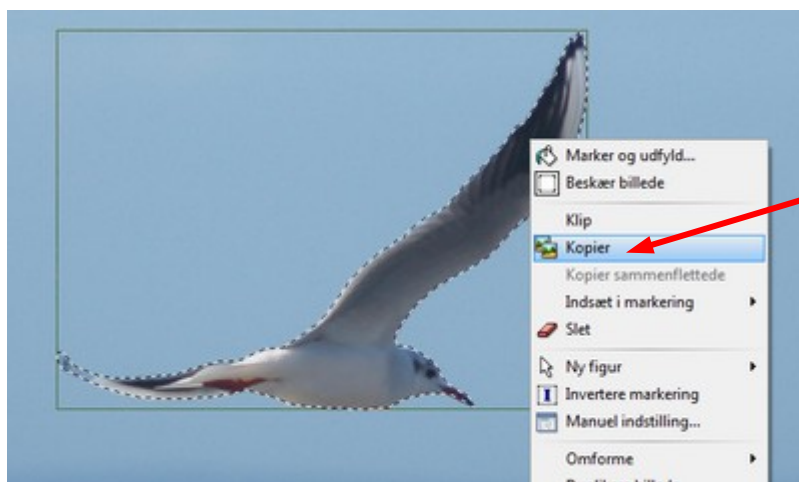 Marker og udfyld...
Beskær billede
Klip
Kopier
Kopier sammenflettede
Indsæt i markering
Slet
Ny figur
Invertere markering
Manuel indstilling...
Omforme